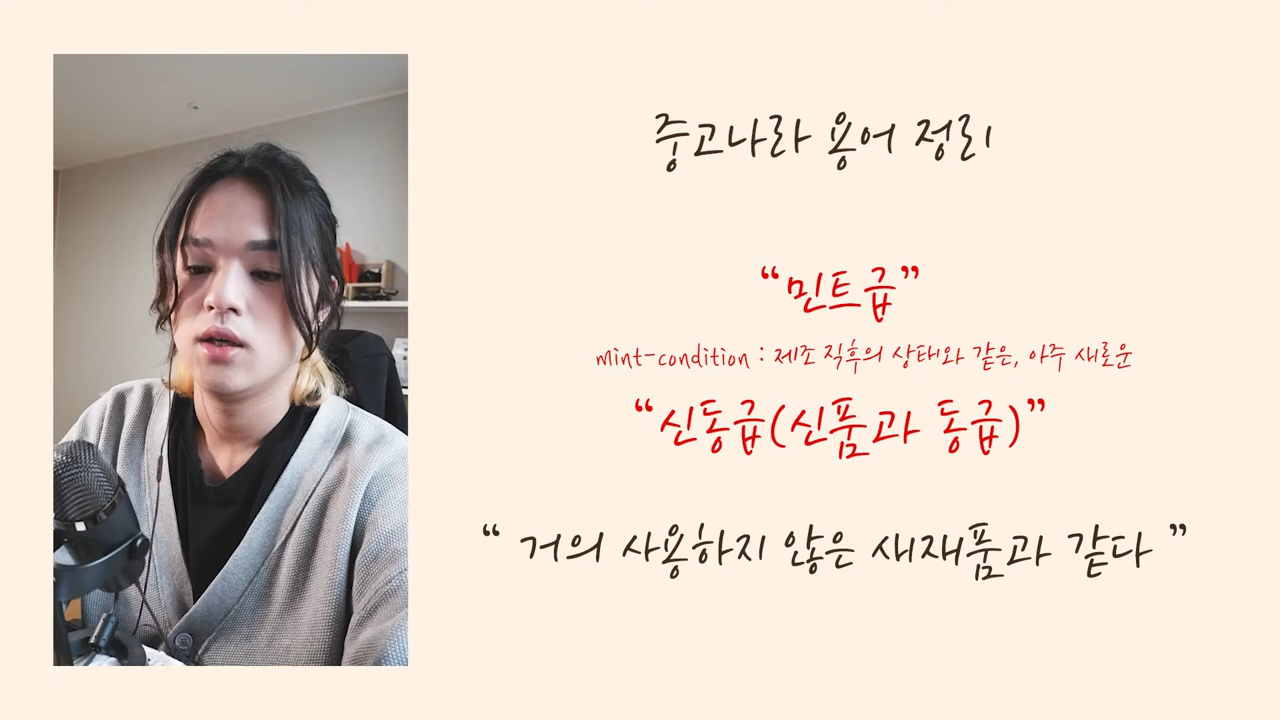 중고나라 용어 정리
“민트급”
mint-condition : 제조 직후의 상태와 같은, 아주 새로운
“신동급(신품과 동급)”
“ 거의 사용하지 않은 새재품과 같다 ”